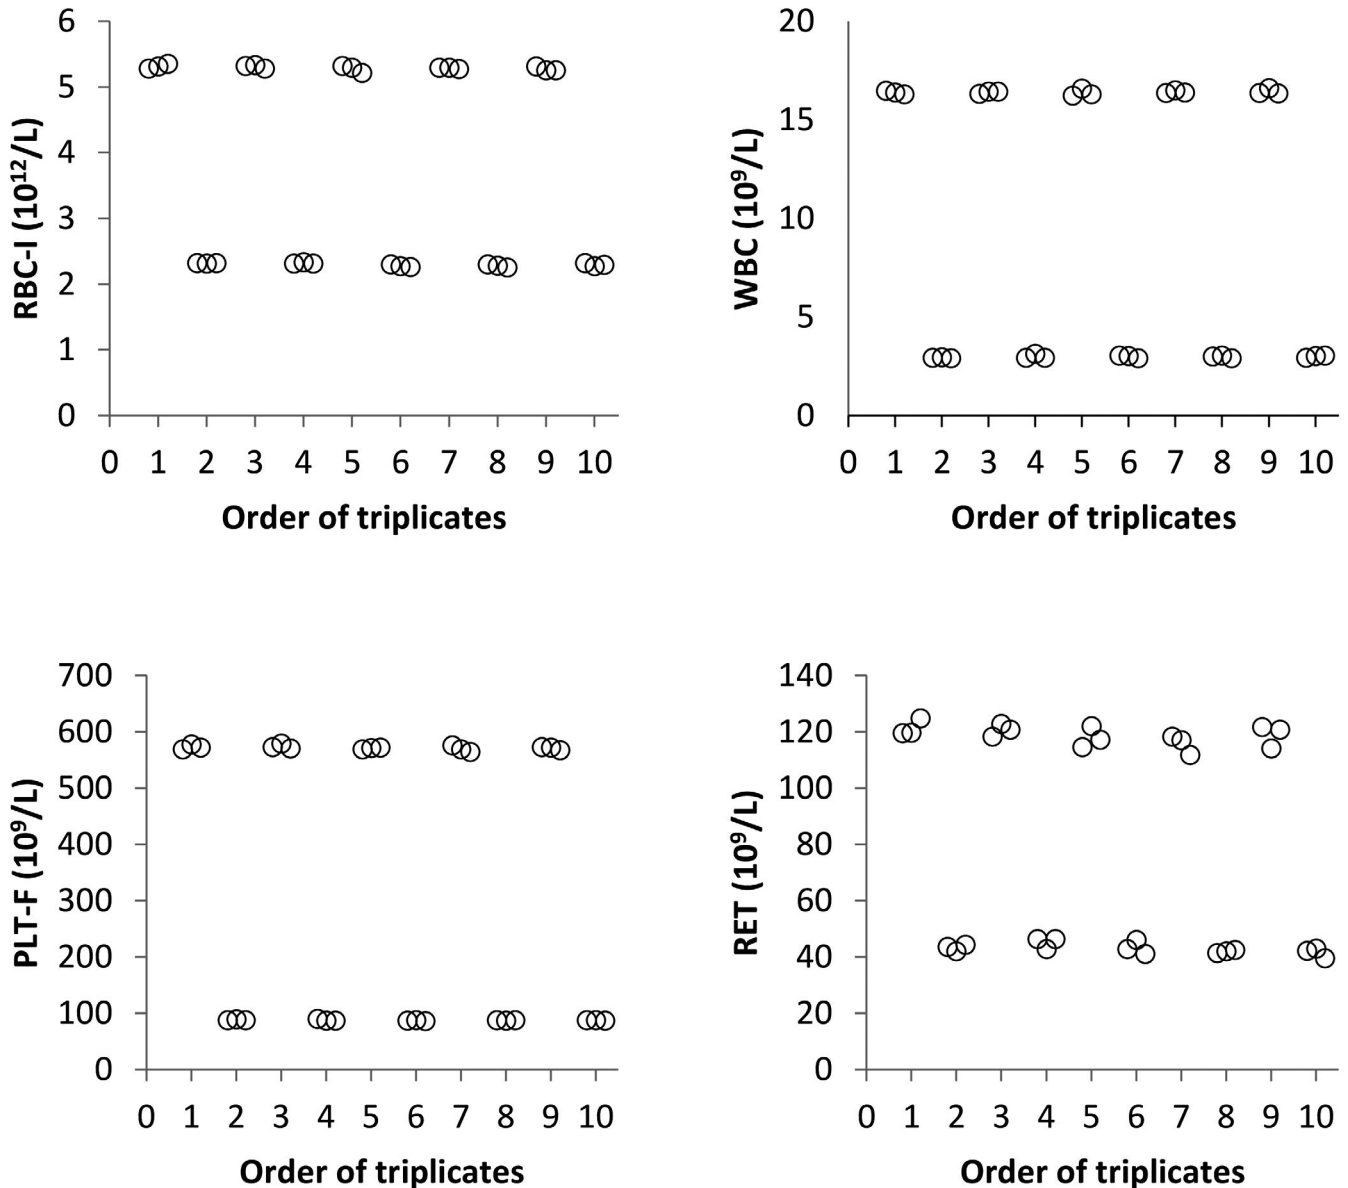 6
5
4
3
2
1
0
RBC-I (10¹²/L)
0 1 2 3 4 5 6 7 8 9 10
Order of triplicates
20
15
10
5
0
WBC (10⁹/L)
0 1 2 3 4 5 6 7 8 9 10
Order of triplicates
700
600
500
400
300
200
100
0
PLT-F (10⁹/L)
0 1 2 3 4 5 6 7 8 9 10
Order of triplicates
140
120
100
80
60
40
20
0
RET (10⁹/L)
0 1 2 3 4 5 6 7 8 9 10
Order of triplicates